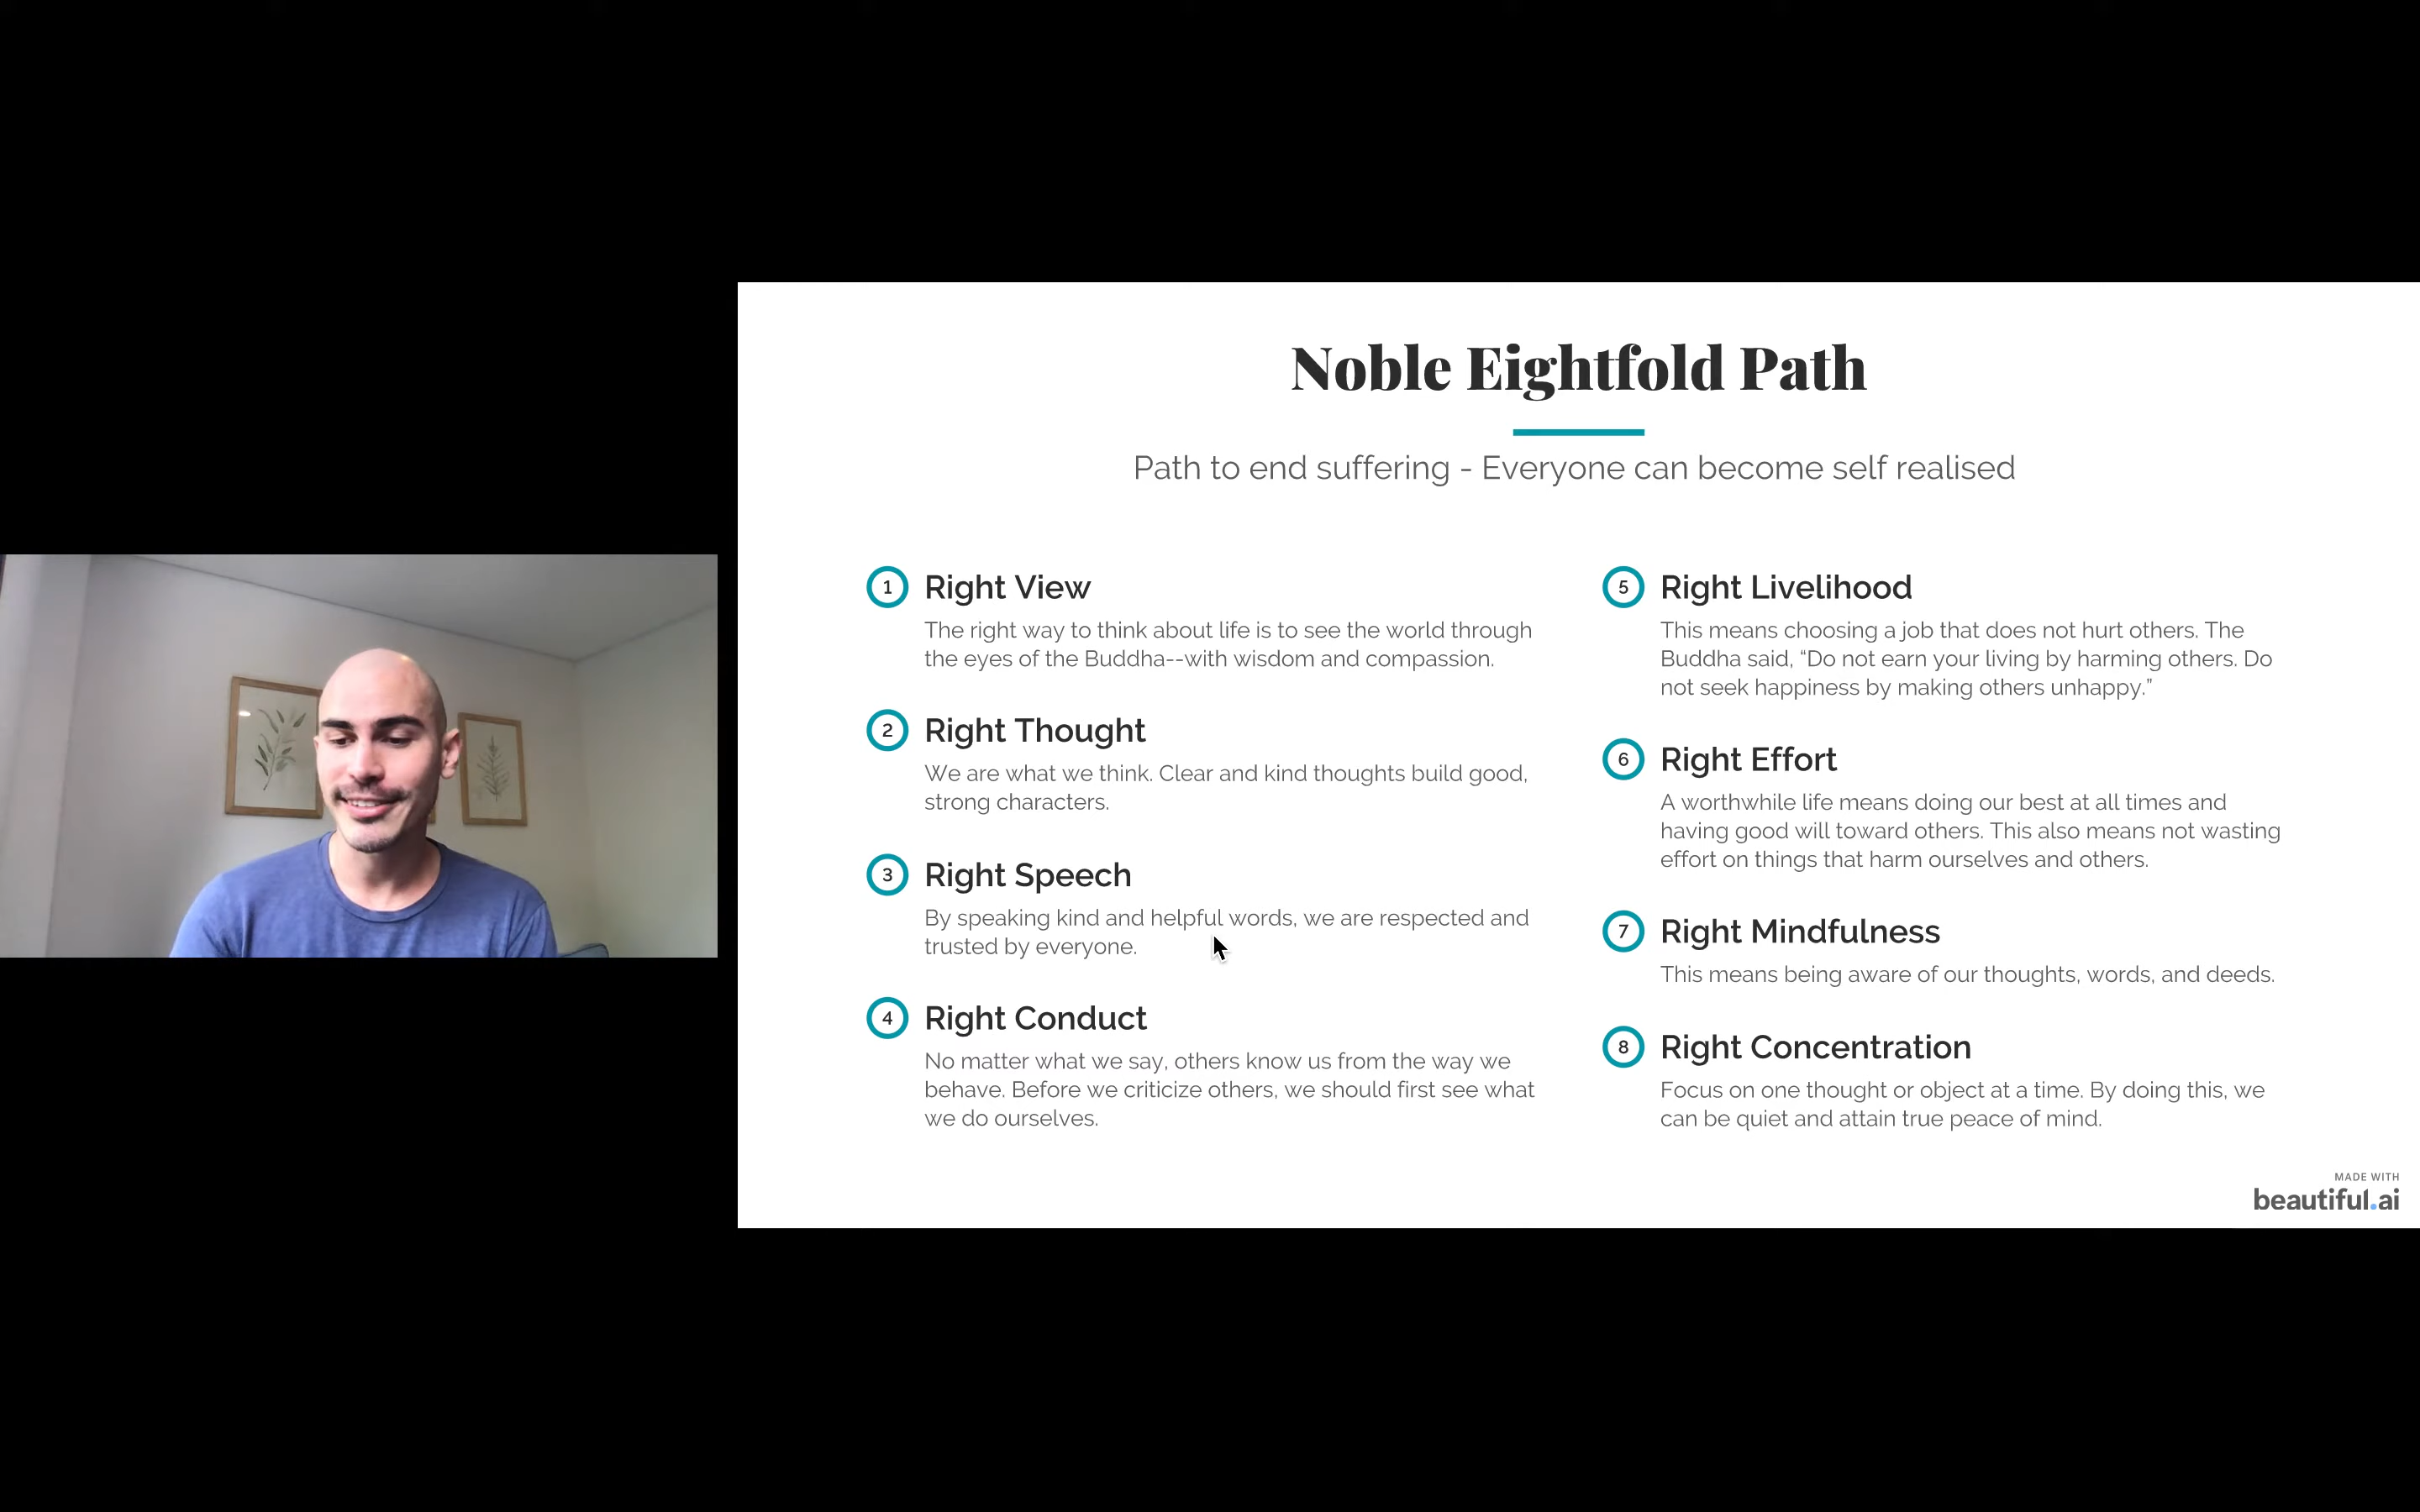 Noble Eightfold Path
Path to end suffering - Everyone can become self realised
1
Right View
The right way to think about life is to see the world through
the eyes of the Buddha--with wisdom and compassion.
2
Right Thought
We are what we think. Clear and kind thoughts build good,
strong characters.
3
Right Speech
By speaking kind and helpful words, we are respected and
trusted by everyone.
4
Right Conduct
No matter what we say, others know us from the way we
behave. Before we criticize others, we should first see what
we do ourselves.
5
Right Livelihood
This means choosing a job that does not hurt others. The
Buddha said, “Do not earn your living by harming others. Do
not seek happiness by making others unhappy.”
6
Right Effort
A worthwhile life means doing our best at all times and
having good will toward others. This also means not wasting
effort on things that harm ourselves and others.
7
Right Mindfulness
This means being aware of our thoughts, words, and deeds.
8
Right Concentration
Focus on one thought or object at a time. By doing this, we
can be quiet and attain true peace of mind.
MADE WITH
beautiful.ai